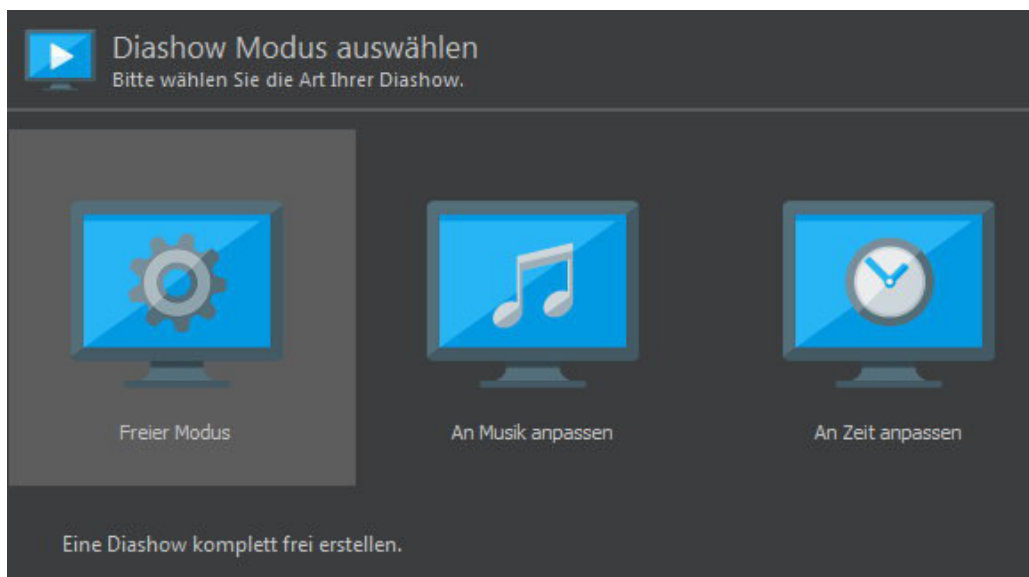 Diashow Modus auswählen
Bitte wählen Sie die Art Ihrer Diashow.
Freier Modus
An Musik anpassen
An Zeit anpassen
Eine Diashow komplett frei erstellen.